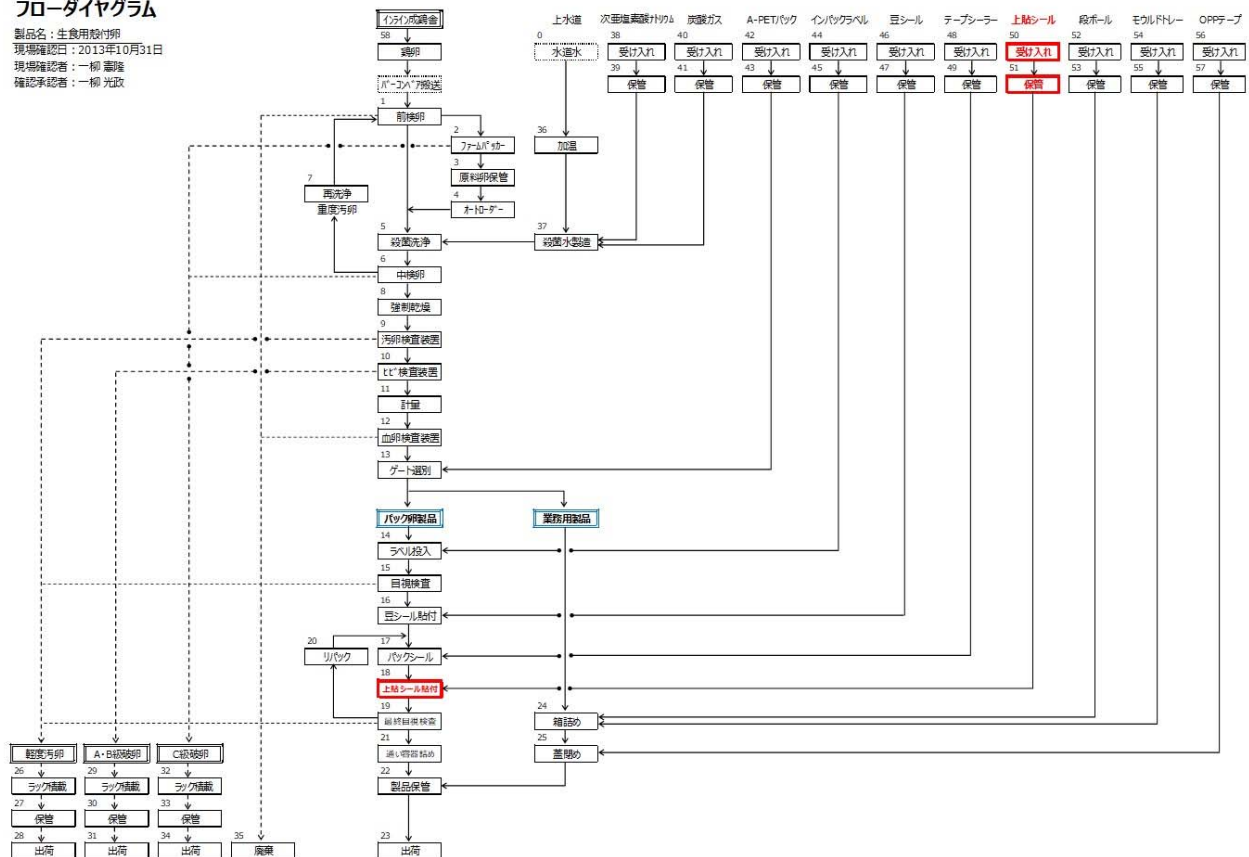 フローダイヤグラム
製品名：生食用殻付卵
現場確認日：2013年10月31日
現場確認者：一柳 憲隆
確認承認者：一柳 光政
インライン成鶏舎
上水道
次亜塩素酸ナトリウム
炭酸ガス
A-PETパック
インパックラベル
豆シール
テープシーラー
上貼シール
段ボール
モウルドトレー
OPPテープ
58
鶏卵
0
水道水
38
受け入れ
40
受け入れ
42
受け入れ
44
受け入れ
46
受け入れ
48
受け入れ
50
受け入れ
52
受け入れ
54
受け入れ
56
受け入れ
バーコンベア搬送
39
保管
41
保管
43
保管
45
保管
47
保管
49
保管
51
保管
53
保管
55
保管
57
保管
1
前検卵
2
ファームパッカー
36
加温
3
原料卵保管
7
再洗浄
重度汚卵
4
オートローダー
5
殺菌洗浄
37
殺菌水製造
6
中検卵
8
強制乾燥
9
汚卵検査装置
10
ヒビ検査装置
11
計量
12
血卵検査装置
13
ゲート選別
パック卵製品
業務用製品
14
ラベル投入
15
目視検査
16
豆シール貼付
20
リパック
17
パックシール
18
上貼シール貼付
19
最終目視検査
24
箱詰め
21
通い容器詰め
25
蓋閉め
軽度汚卵
A・B級破卵
C級破卵
22
製品保管
26
ラック積載
29
ラック積載
32
ラック積載
27
保管
30
保管
33
保管
28
出荷
31
出荷
34
出荷
35
廃棄
23
出荷